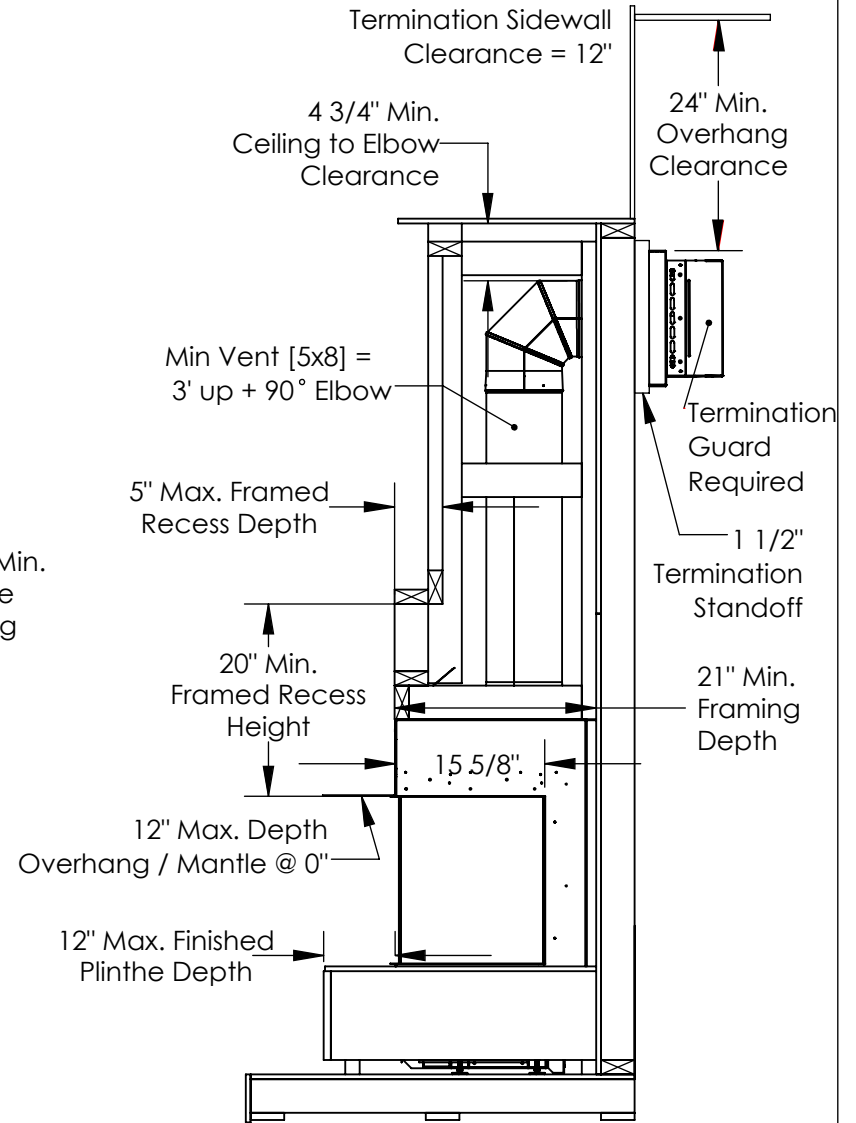 Termination Sidewall
Clearance = 12"
4 3/4" Min.
Ceiling to Elbow
Clearance
24" Min.
Overhang
Clearance
Min Vent [5x8] =
3' up + 90° Elbow
Termination
Guard
Required
5" Max. Framed
Recess Depth
1 1/2"
Termination
Standoff
Min.
e
g
20" Min.
Framed Recess
Height
21" Min.
Framing
Depth
15 5/8"
12" Max. Depth
Overhang / Mantle @ 0"
12" Max. Finished
Plinthe Depth